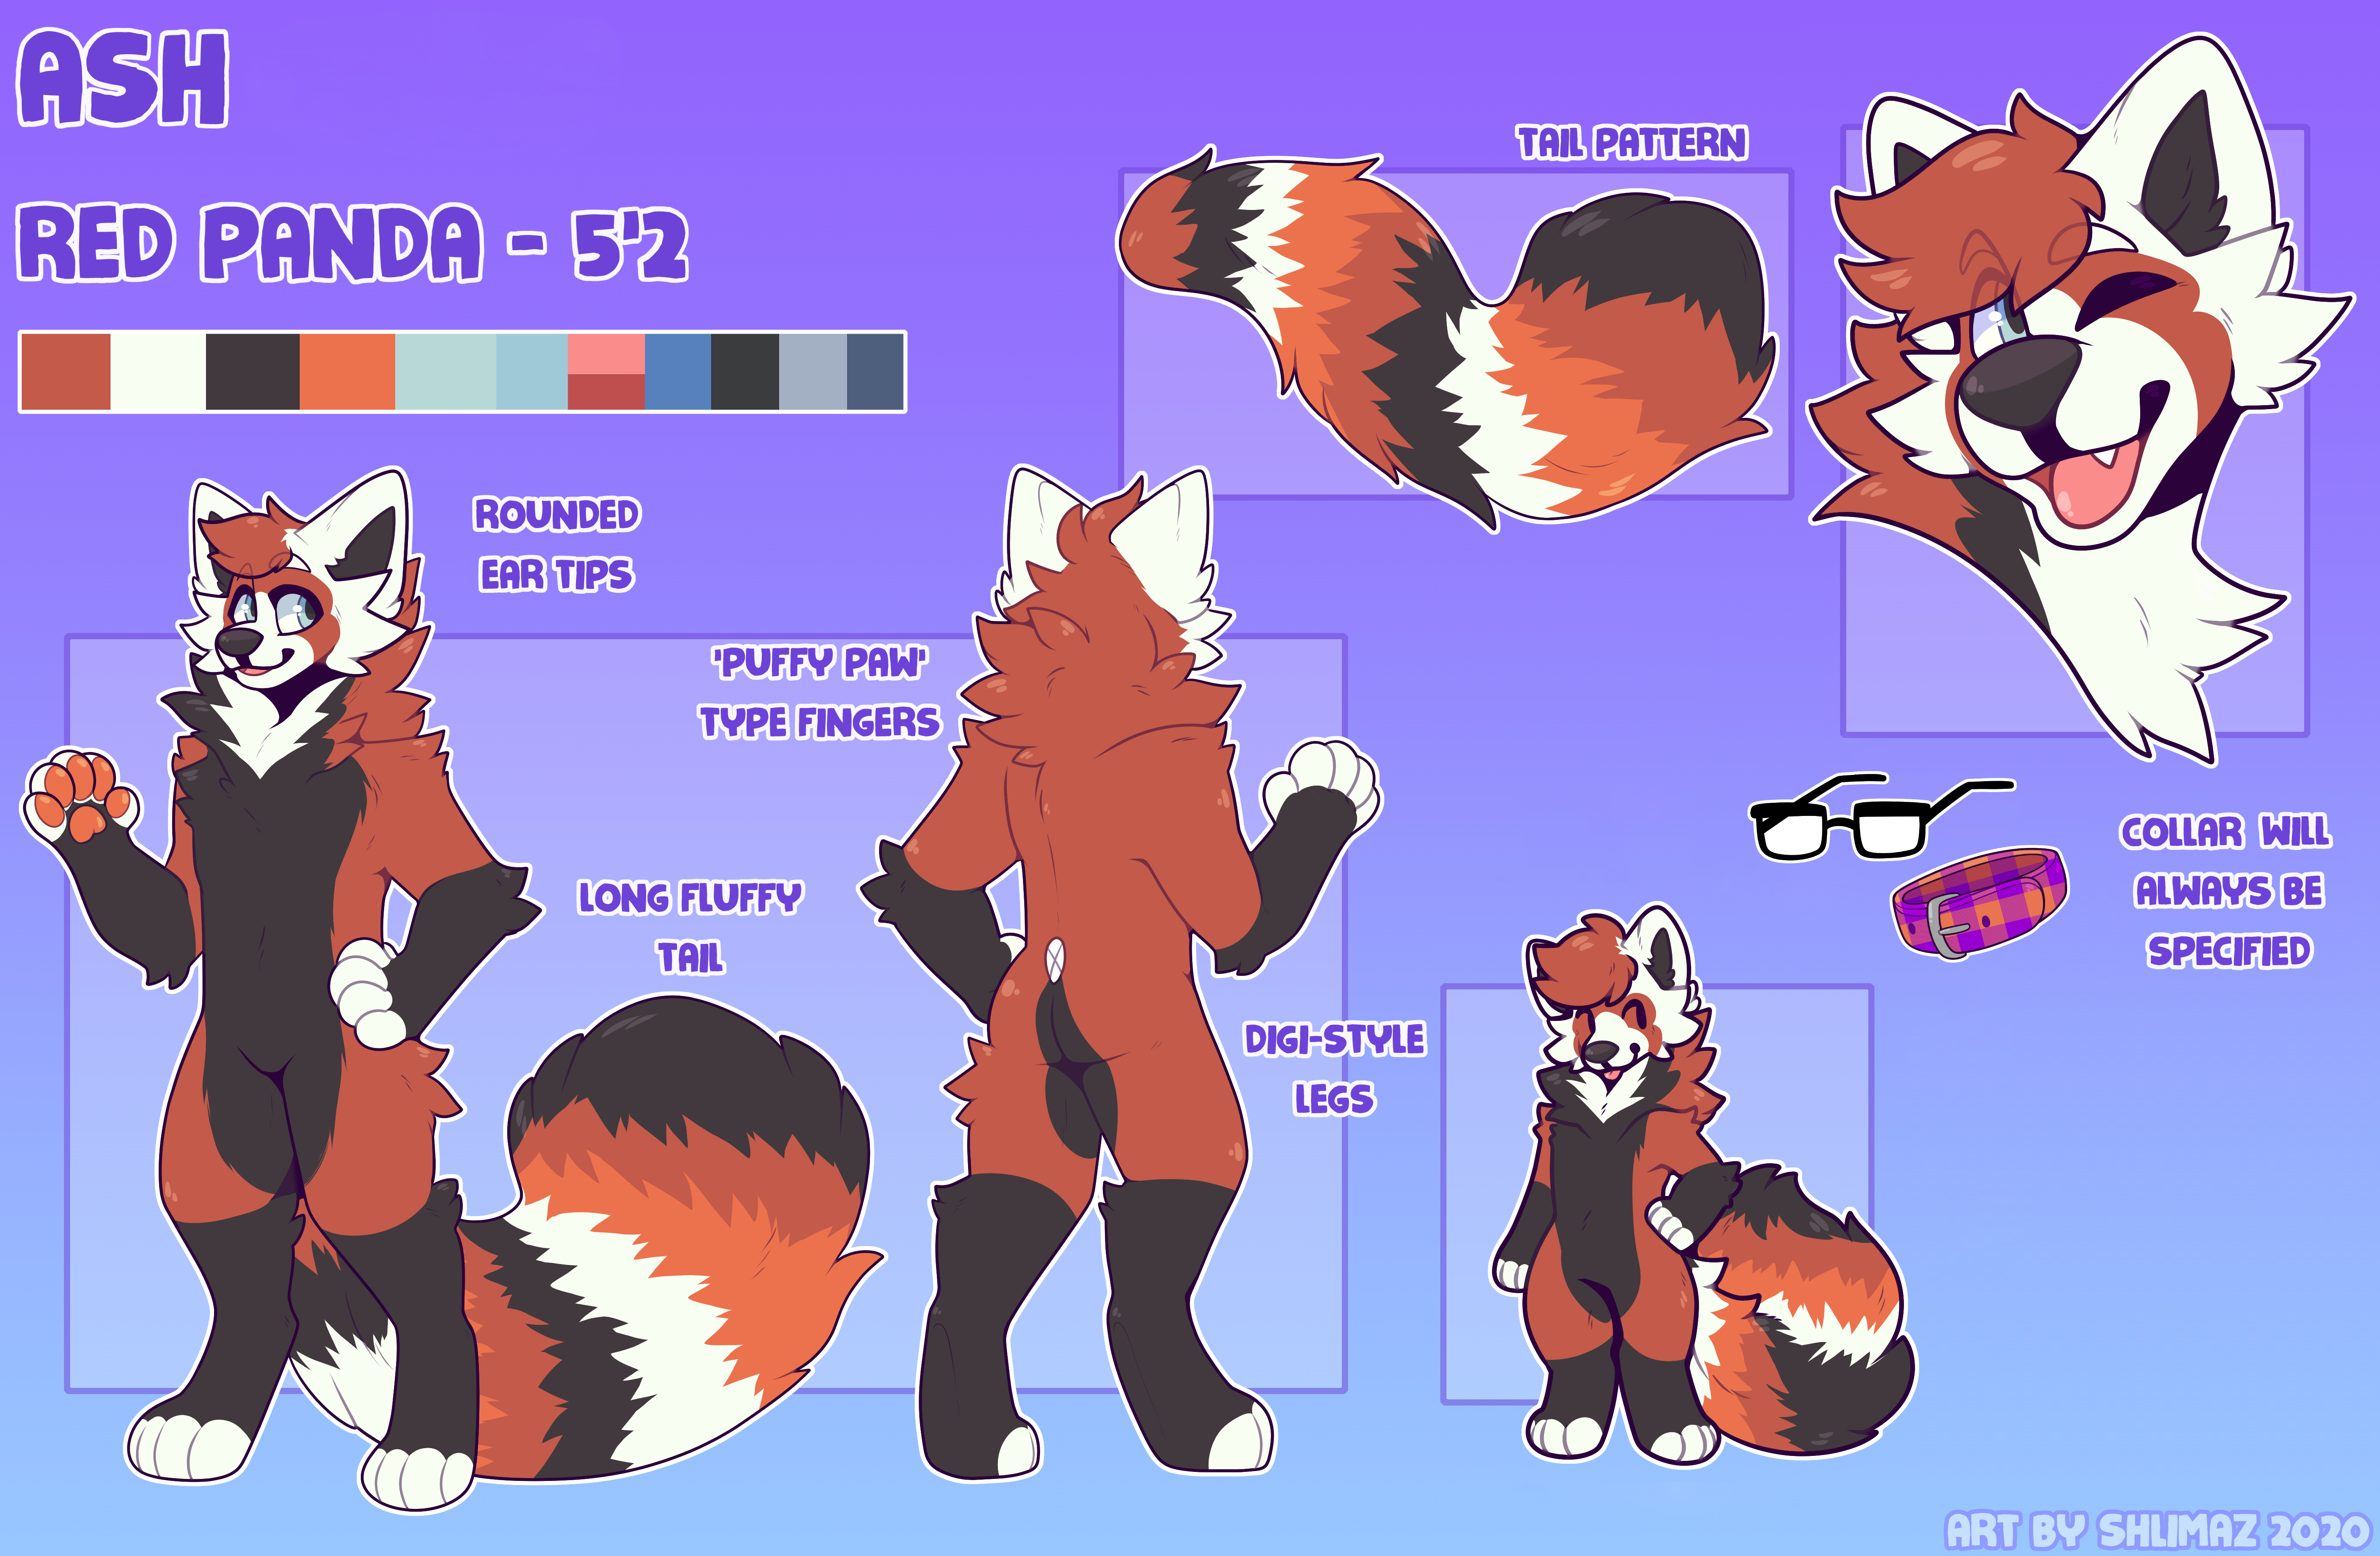 ASH
RED PANDA - 5'2
TAIL PATTERN
ROUNDED
EAR TIPS
'PUFFY PAW'
TYPE FINGERS
LONG FLUFFY
TAIL
DIGI-STYLE
LEGS
COLLAR WILL
ALWAYS BE
SPECIFIED
ART BY SHLIMAZ 2020